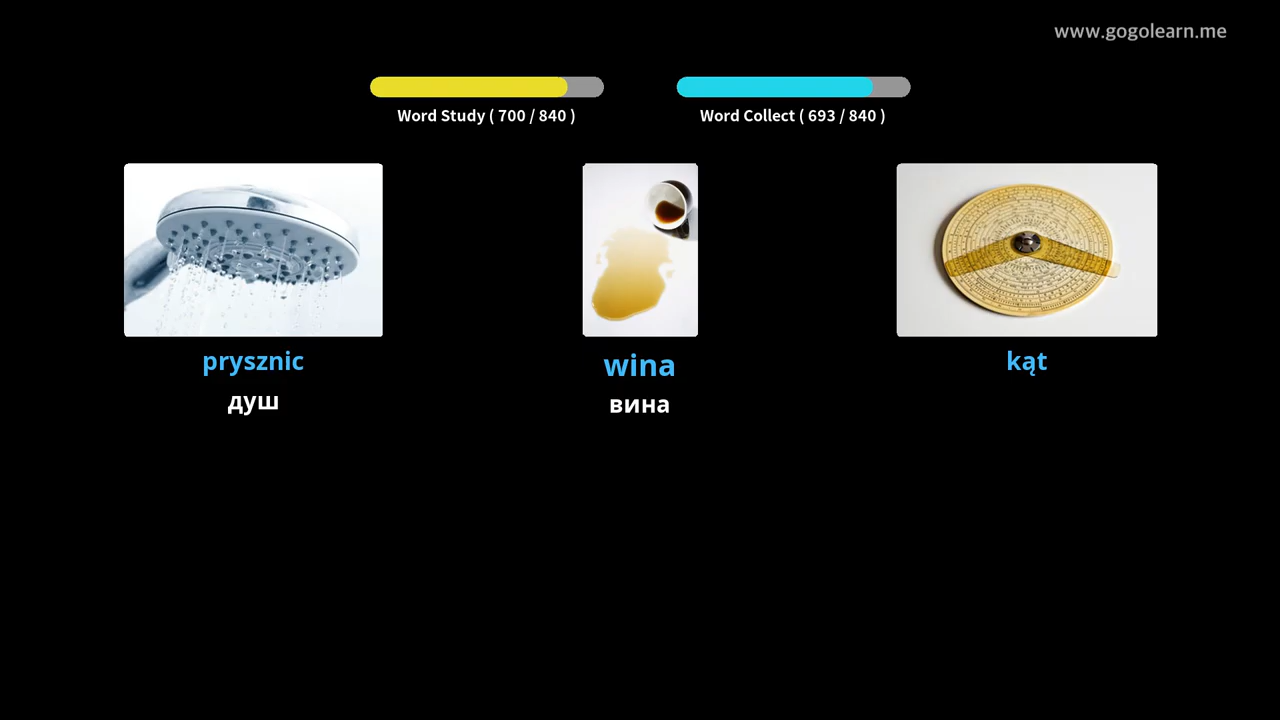 www.gogolearn.me
Word Study ( 700 / 840 )
Word Collect ( 693 / 840 )
prysznic
душ
wina
вина
kąt